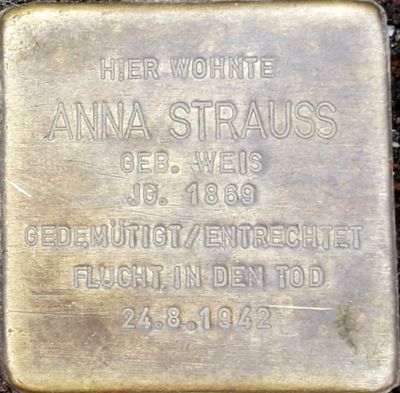 HIER WOHNTE
ANNA STRAUSS
GEB. WEIS
JG. 1869
GEDEMÜTIGT/ENTRECHTET
FLUCHT IN DEN TOD
24.8.1942